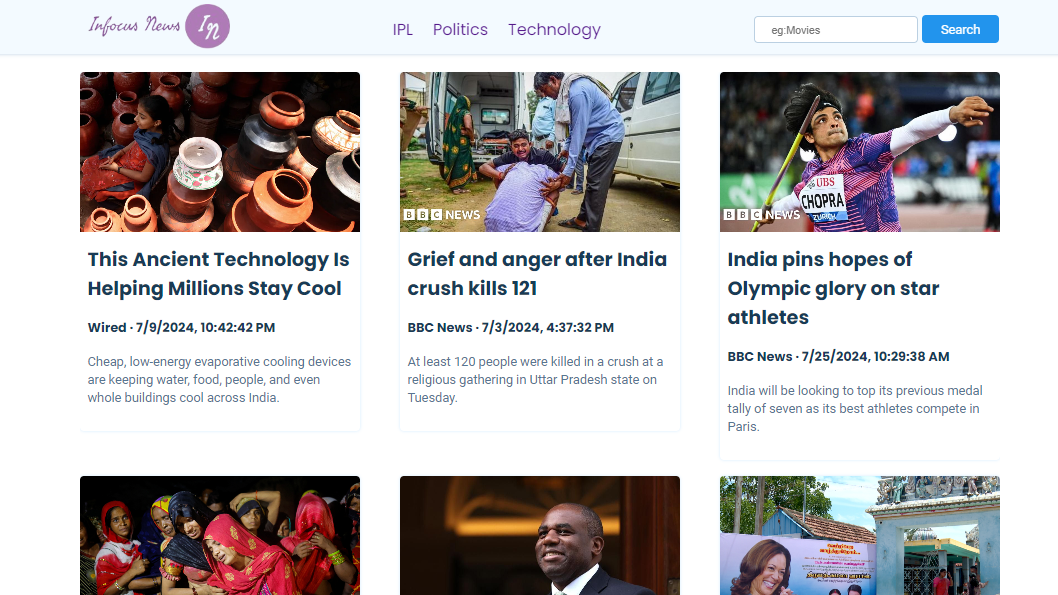 Infocus News
In
IPL
Politics
Technology
eg:Movies
Search
BBC NEWS
BBC NEWS
UBS
CHOPRA
ZURICH
This Ancient Technology Is
Helping Millions Stay Cool
Wired · 7/9/2024, 10:42:42 PM
Cheap, low-energy evaporative cooling devices
are keeping water, food, people, and even
whole buildings cool across India.
Grief and anger after India
crush kills 121
BBC News · 7/3/2024, 4:37:32 PM
At least 120 people were killed in a crush at a
religious gathering in Uttar Pradesh state on
Tuesday.
India pins hopes of
Olympic glory on star
athletes
BBC News · 7/25/2024, 10:29:38 AM
India will be looking to top its previous medal
tally of seven as its best athletes compete in
Paris.